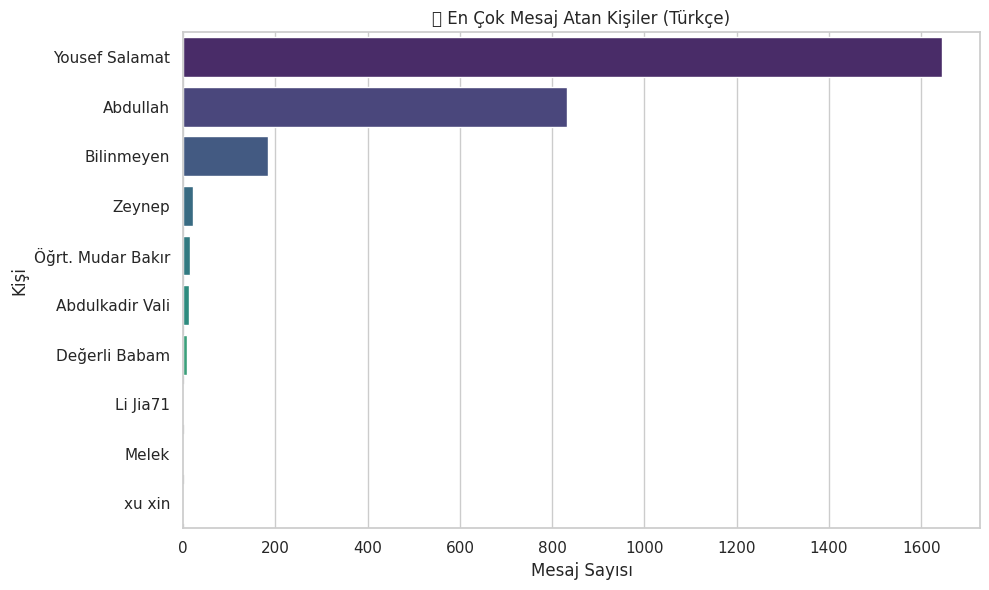 ▯ En Çok Mesaj Atan Kişiler (Türkçe)
Yousef Salamat
Abdullah
Bilinmeyen
Zeynep
Öğrt. Mudar Bakır
Abdulkadir Vali
Değerli Babam
Li Jia71
Melek
xu xin
Kişi
0 200 400 600 800 1000 1200 1400 1600
Mesaj Sayısı